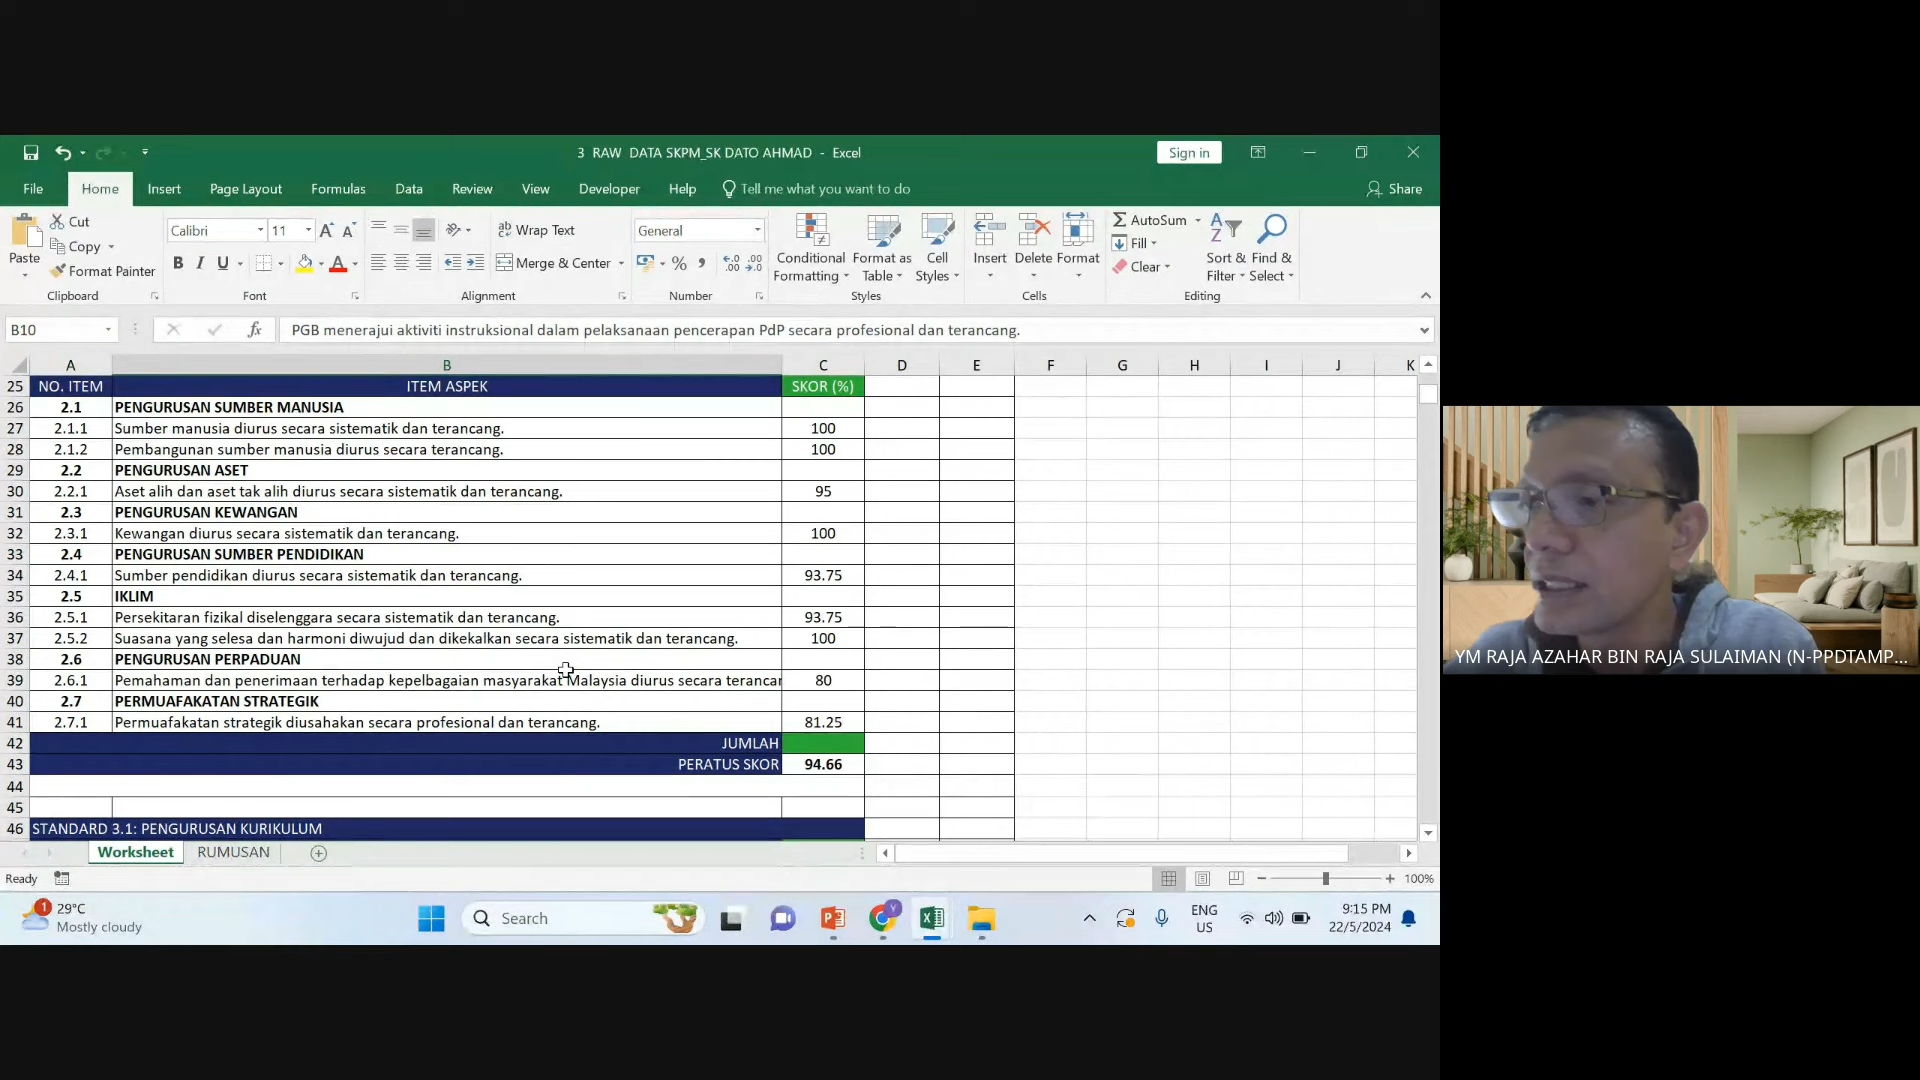 3 RAW DATA SKPM_SK DATO AHMAD - Excel
Sign in
File Home Insert Page Layout Formulas Data Review View Developer Help Tell me what you want to do Share
Paste
Cut
Copy
Format Painter
Clipboard
Calibri 11 A A
B I U A
Font
Wrap Text
Merge & Center
Alignment
General
%
Number
Conditional Formatting
Format as Table
Cell Styles
Styles
Insert
Delete
Format
Cells
AutoSum
Fill
Clear
Sort & Filter
Find & Select
Editing
B10 fx PGB menerajui aktiviti instruksional dalam pelaksanaan pencerapan PdP secara profesional dan terancang.
A B C D E F G H I J K
25 NO. ITEM ITEM ASPEK SKOR (%)
26 2.1 PENGURUSAN SUMBER MANUSIA
27 2.1.1 Sumber manusia diurus secara sistematik dan terancang. 100
28 2.1.2 Pembangunan sumber manusia diurus secara terancang. 100
29 2.2 PENGURUSAN ASET
30 2.2.1 Aset alih dan aset tak alih diurus secara sistematik dan terancang. 95
31 2.3 PENGURUSAN KEWANGAN
32 2.3.1 Kewangan diurus secara sistematik dan terancang. 100
33 2.4 PENGURUSAN SUMBER PENDIDIKAN
34 2.4.1 Sumber pendidikan diurus secara sistematik dan terancang. 93.75
35 2.5 IKLIM
36 2.5.1 Persekitaran fizikal diselenggara secara sistematik dan terancang. 93.75
37 2.5.2 Suasana yang selesa dan harmoni diwujud dan dikekalkan secara sistematik dan terancang. 100
38 2.6 PENGURUSAN PERPADUAN
39 2.6.1 Pemahaman dan penerimaan terhadap kepelbagaian masyarakat Malaysia diurus secara terancar 80
40 2.7 PERMUAFAKATAN STRATEGIK
41 2.7.1 Permuafakatan strategik diusahakan secara profesional dan terancang. 81.25
42 JUMLAH
43 PERATUS SKOR 94.66
44
45
46 STANDARD 3.1: PENGURUSAN KURIKULUM
Worksheet RUMUSAN
Ready 100%
1 29°C
Mostly cloudy
Search
ENG
US
9:15 PM
22/5/2024
YM RAJA AZAHAR BIN RAJA SULAIMAN (N-PPDTAMP...